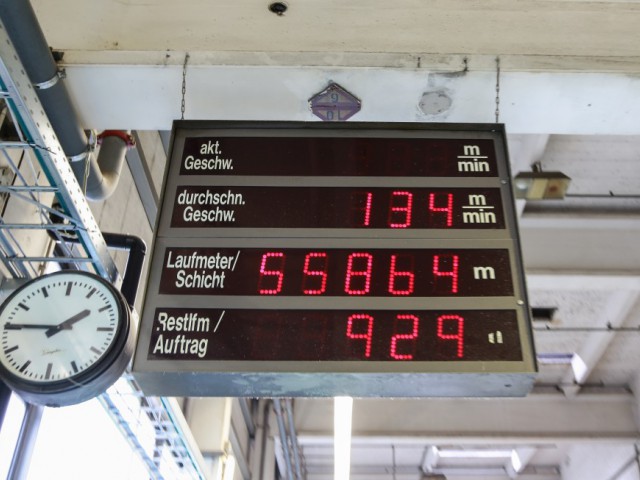 akt.
Geschw.
m
min
durchschn.
Geschw.
134
m
min
Laufmeter/
Schicht
55864
m
Restlfm /
Auftrag
929